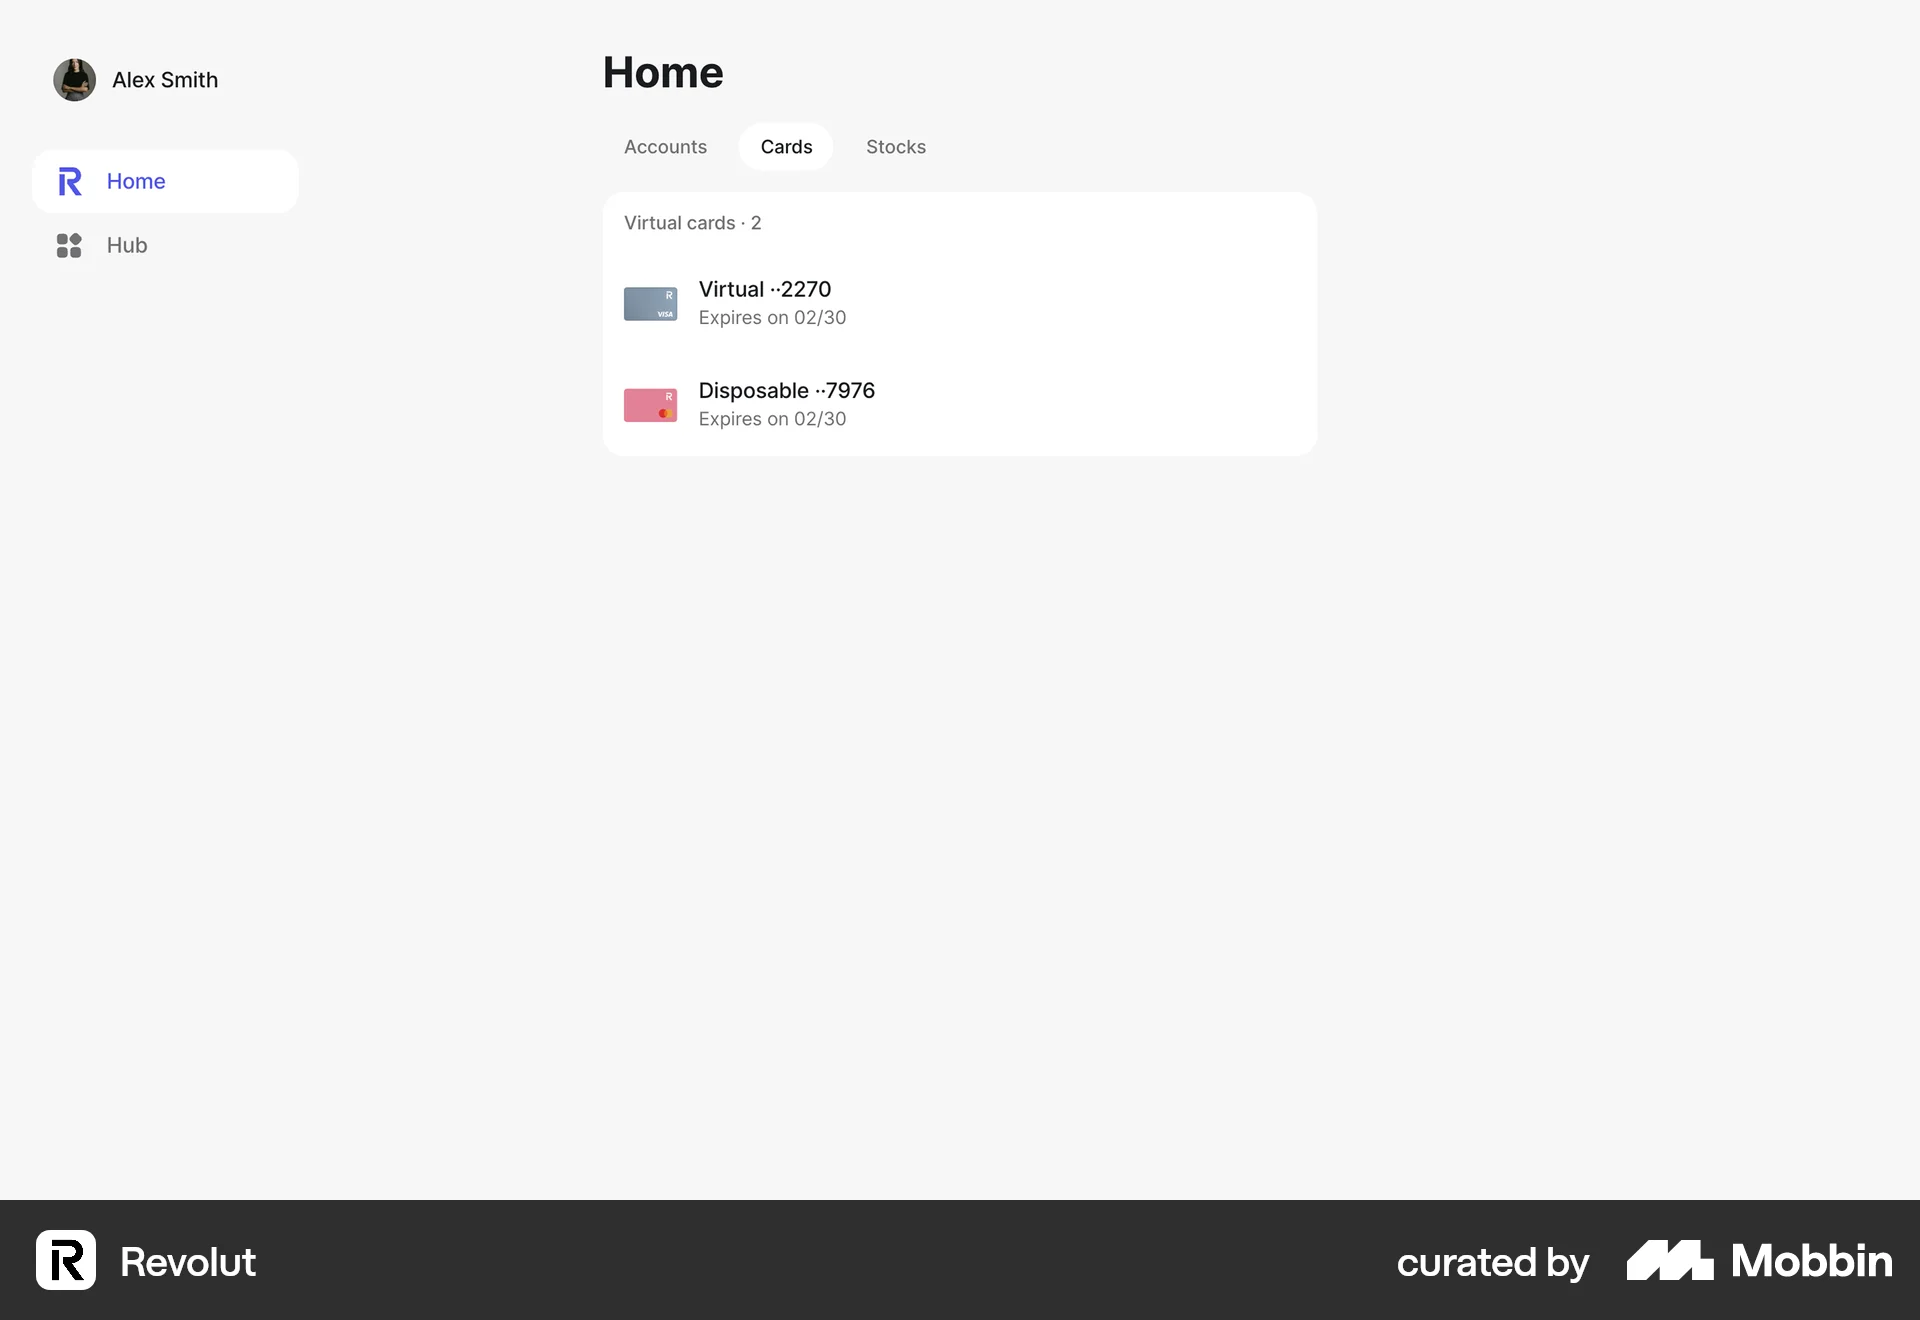 Alex Smith
Home
Hub
Home
Accounts
Cards
Stocks
Virtual cards · 2
R
VISA
Virtual ··2270
Expires on 02/30
R
Disposable ··7976
Expires on 02/30
R Revolut
curated by Mobbin